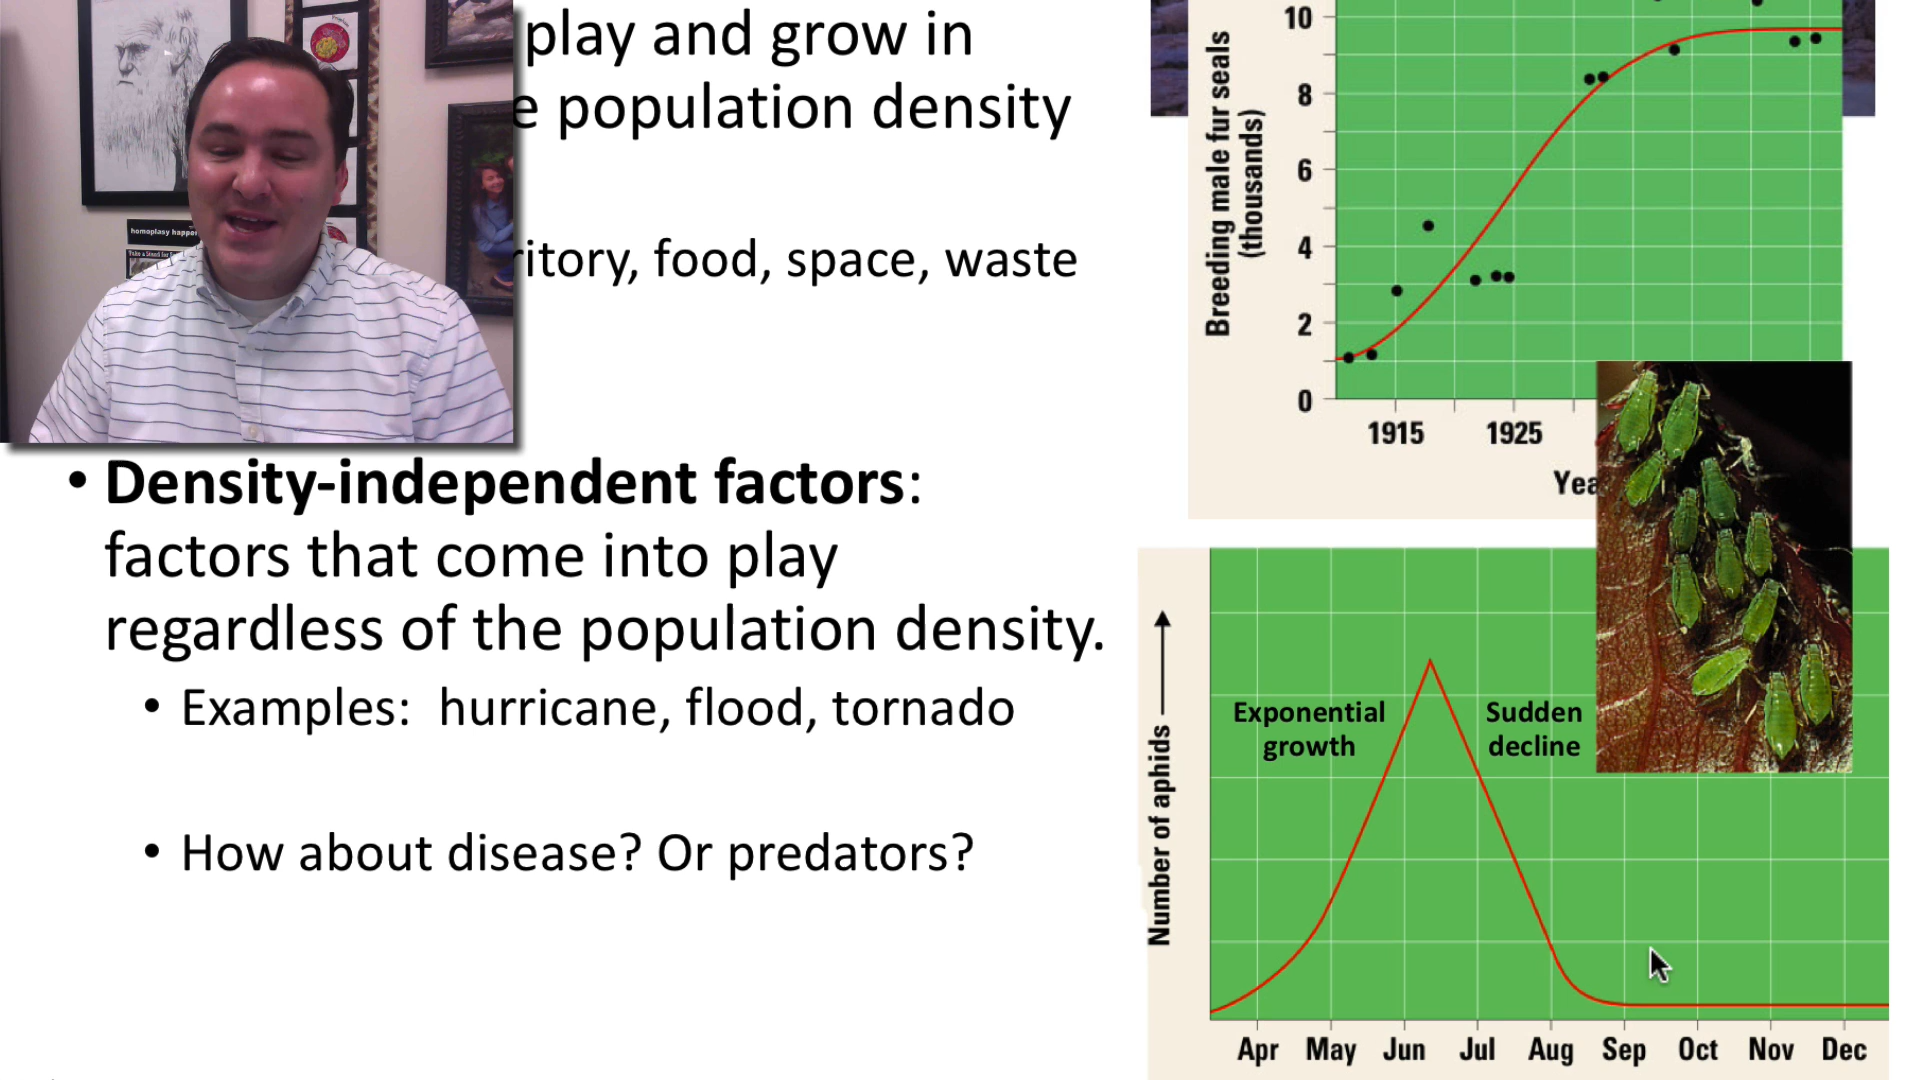 play and grow in
e population density
ritory, food, space, waste
• Density-independent factors:
factors that come into play
regardless of the population density.
• Examples: hurricane, flood, tornado
• How about disease? Or predators?
homoplasy happe
Breeding male fur seals
(thousands)
10
8
6
4
2
0
1915
1925
Yea
Number of aphids
Exponential
growth
Sudden
decline
Apr May Jun Jul Aug Sep Oct Nov Dec